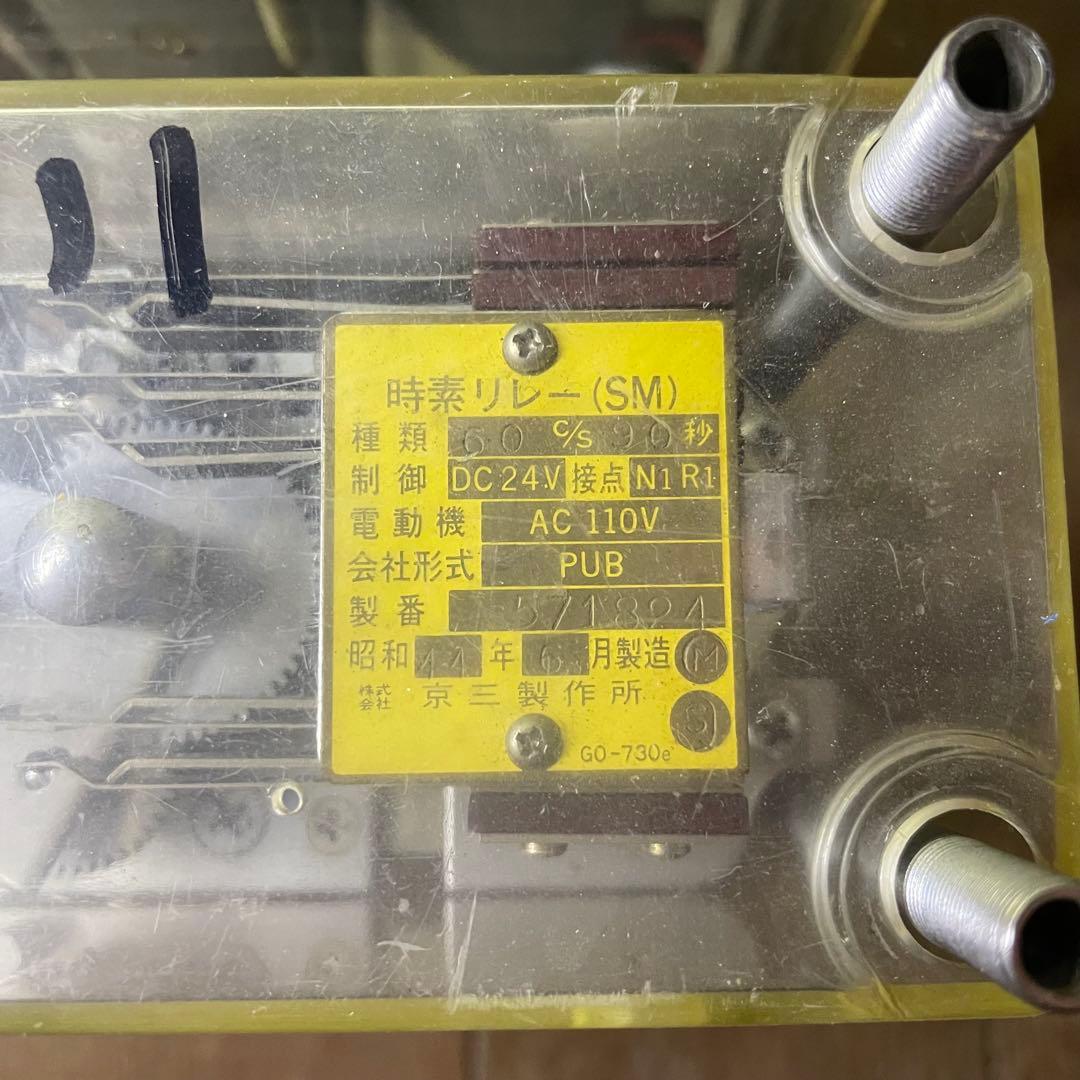 時素リレー(SM)
種類 60 C/S 90 秒
制御 DC 24V 接点 N1 R1
電動機 AC 110V
会社形式 PUB
製番 571824
昭和 44 年 6 月製造 M
株式会社 京三製作所 S
GO-730e